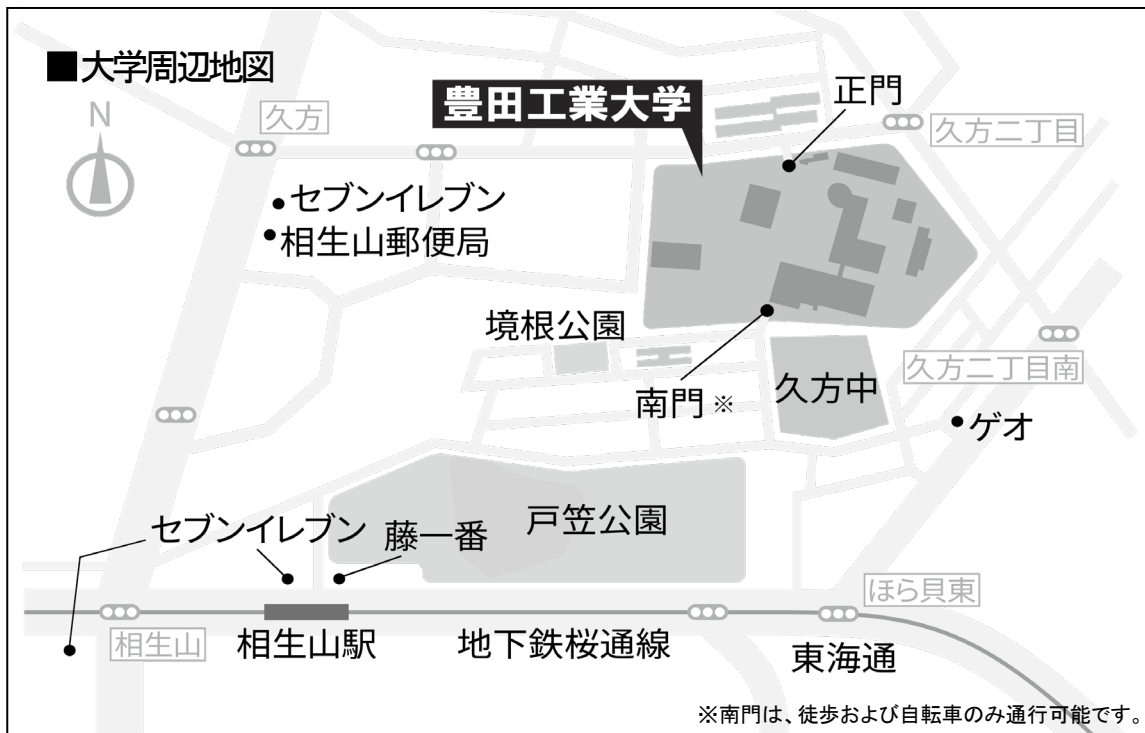 ■大学周辺地図
N
久方
豊田工業大学
正門
久方二丁目
セブンイレブン
相生山郵便局
境根公園
久方二丁目南
南門 ※
久方中
ゲオ
セブンイレブン
藤一番
戸笠公園
ほら貝東
相生山
相生山駅
地下鉄桜通線
東海通
※南門は、徒歩および自転車のみ通行可能です。